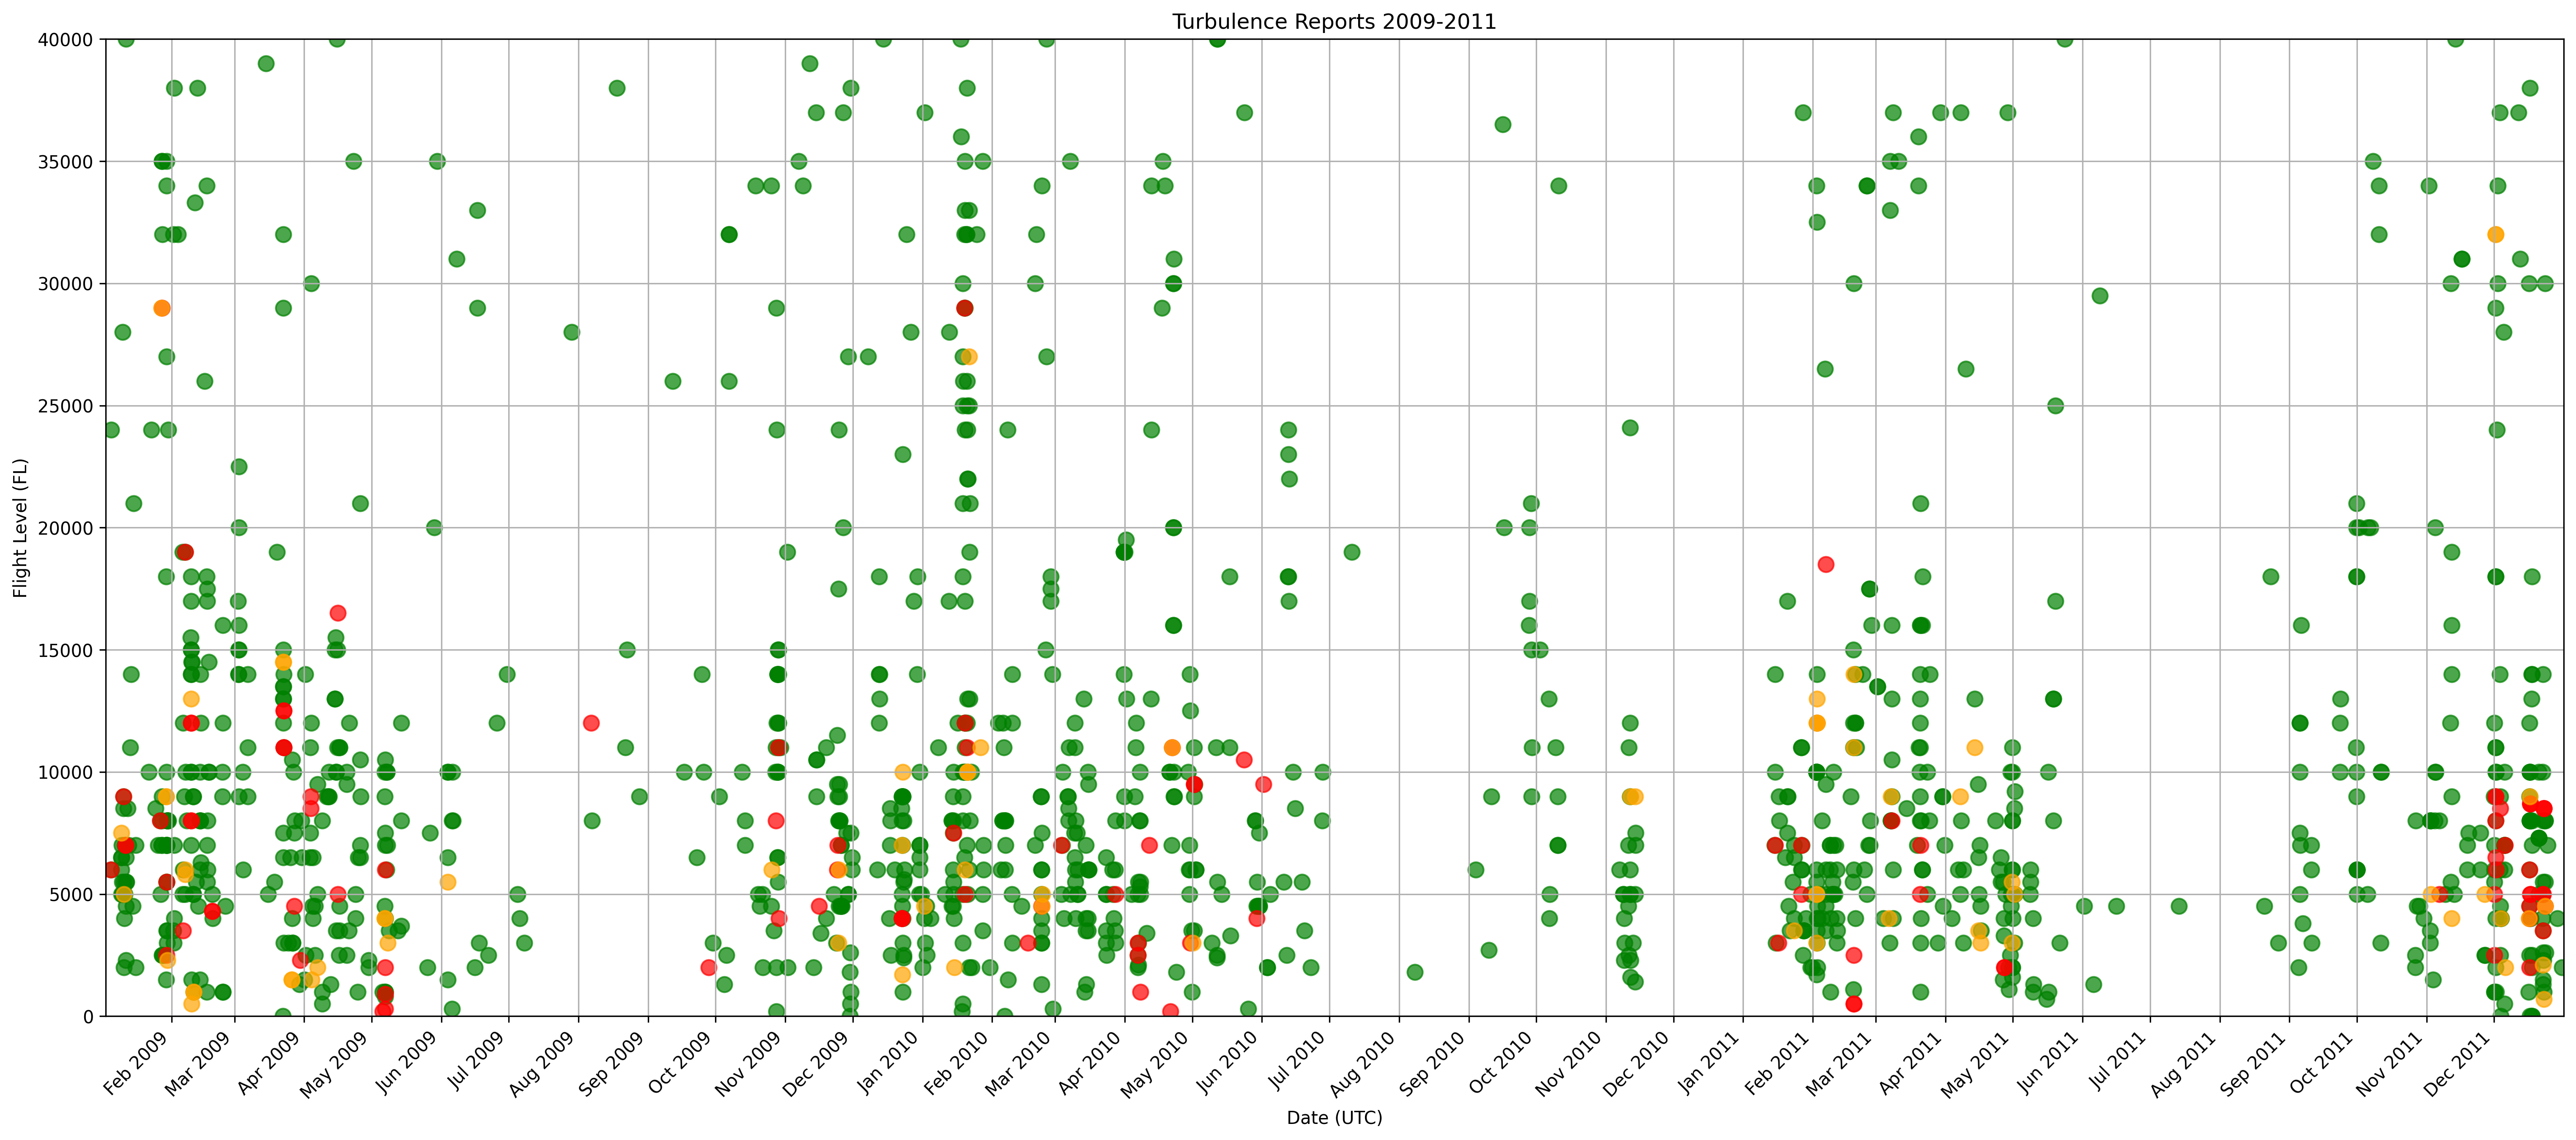 Turbulence Reports 2009-2011
Flight Level (FL)
40000
35000
30000
25000
20000
15000
10000
5000
0
Feb 2009
Mar 2009
Apr 2009
May 2009
Jun 2009
Jul 2009
Aug 2009
Sep 2009
Oct 2009
Nov 2009
Dec 2009
Jan 2010
Feb 2010
Mar 2010
Apr 2010
May 2010
Jun 2010
Jul 2010
Aug 2010
Sep 2010
Oct 2010
Nov 2010
Dec 2010
Jan 2011
Feb 2011
Mar 2011
Apr 2011
May 2011
Jun 2011
Jul 2011
Aug 2011
Sep 2011
Oct 2011
Nov 2011
Dec 2011
Date (UTC)